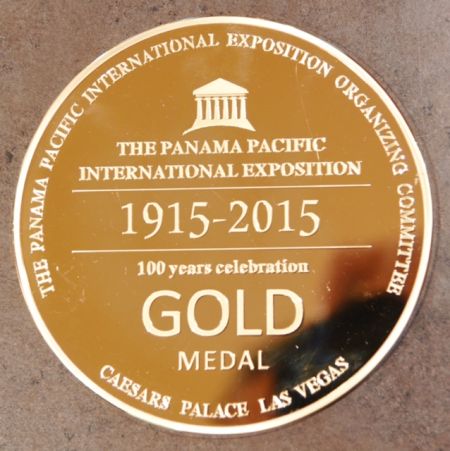 THE PANAMA PACIFIC INTERNATIONAL EXPOSITION ORGANIZING COMMITTEE
THE PANAMA PACIFIC
INTERNATIONAL EXPOSITION
1915-2015
100 years celebration
GOLD
MEDAL
CAESARS PALACE LAS VEGAS